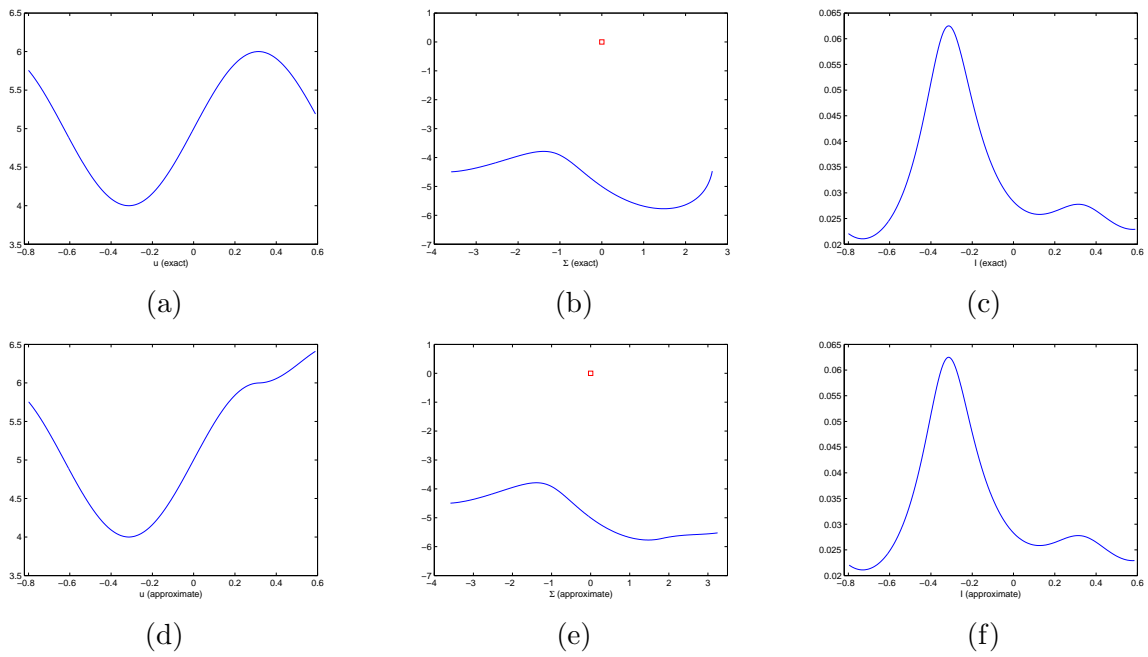 6.5
6
5.5
5
4.5
4
3.5
−0.8 −0.6 −0.4 −0.2 0 0.2 0.4 0.6
u (exact)
(a)
1
0
−1
−2
−3
−4
−5
−6
−7
−4 −3 −2 −1 0 1 2 3
Σ (exact)
(b)
0.065
0.06
0.055
0.05
0.045
0.04
0.035
0.03
0.025
0.02
−0.8 −0.6 −0.4 −0.2 0 0.2 0.4 0.6
I (exact)
(c)
6.5
6
5.5
5
4.5
4
3.5
−0.8 −0.6 −0.4 −0.2 0 0.2 0.4 0.6
u (approximate)
(d)
1
0
−1
−2
−3
−4
−5
−6
−7
−4 −3 −2 −1 0 1 2 3
Σ (approximate)
(e)
0.065
0.06
0.055
0.05
0.045
0.04
0.035
0.03
0.025
0.02
−0.8 −0.6 −0.4 −0.2 0 0.2 0.4 0.6
I (approximate)
(f)